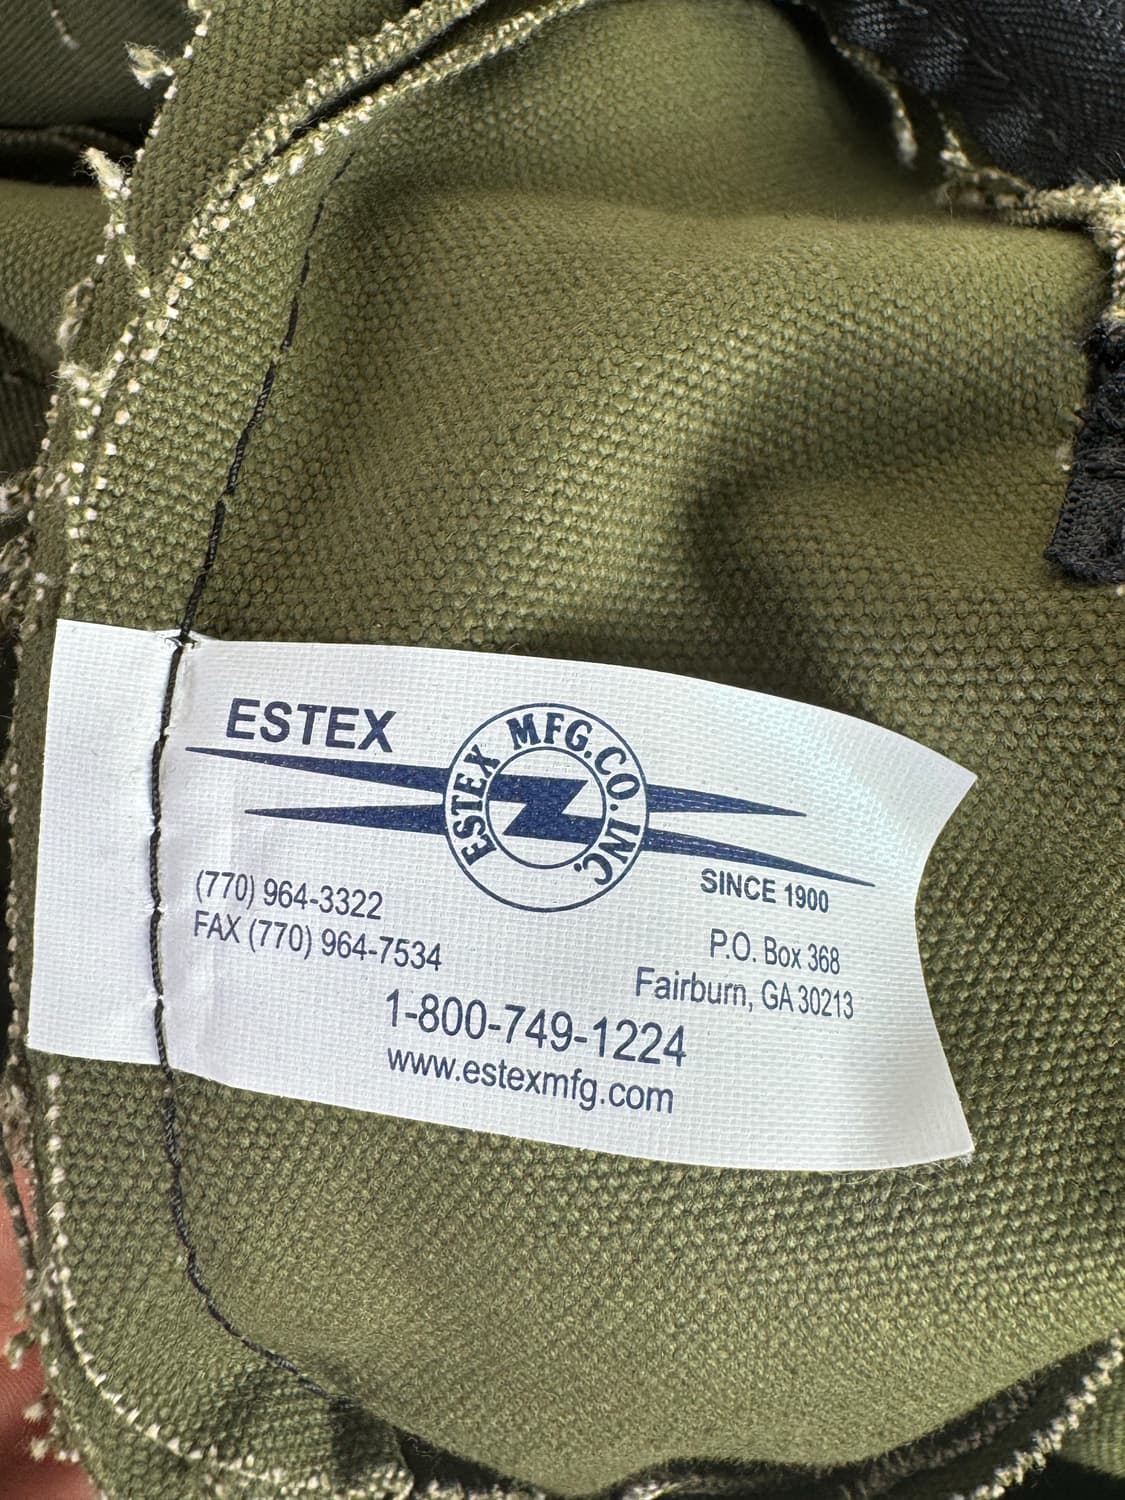 ESTEX
ESTEX MFG.CO. INC.
SINCE 1900
(770) 964-3322
FAX (770) 964-7534
P.O. Box 368
Fairburn, GA 30213
1-800-749-1224
www.estexmfg.com